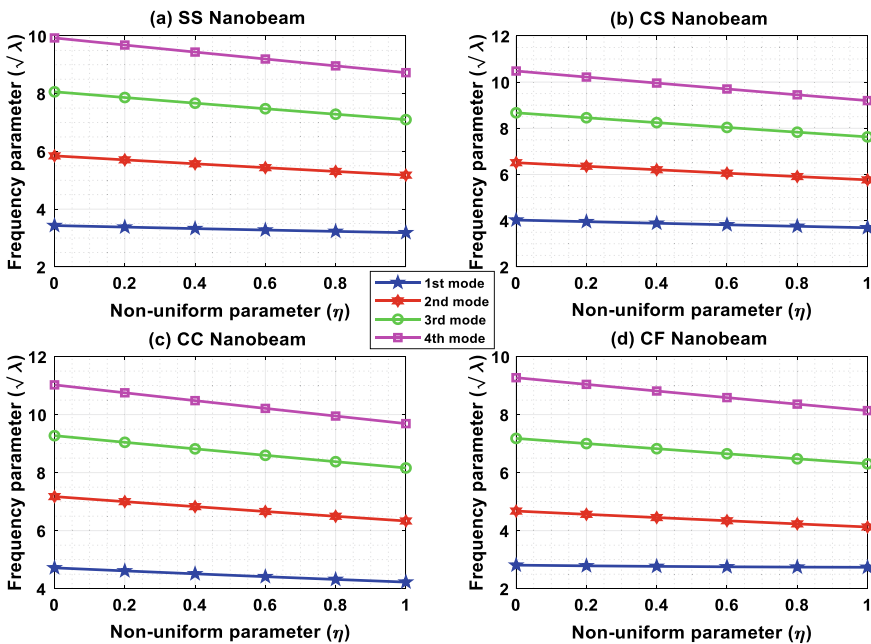 (a) SS Nanobeam
Frequency parameter (√ λ)
10
8
6
4
2
0 0.2 0.4 0.6 0.8 1
Non-uniform parameter (η)
(b) CS Nanobeam
Frequency parameter (√ λ)
12
10
8
6
4
2
0 0.2 0.4 0.6 0.8 1
Non-uniform parameter (η)
1st mode
2nd mode
3rd mode
4th mode
(c) CC Nanobeam
Frequency parameter (√ λ)
12
10
8
6
4
0 0.2 0.4 0.6 0.8 1
Non-uniform parameter (η)
(d) CF Nanobeam
Frequency parameter (√ λ)
10
8
6
4
2
0 0.2 0.4 0.6 0.8 1
Non-uniform parameter (η)